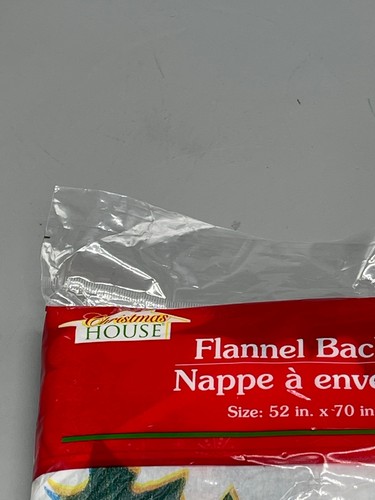 Christmas
HOUSE
Flannel Bac
Nappe à enve
Size: 52 in. x 70 in